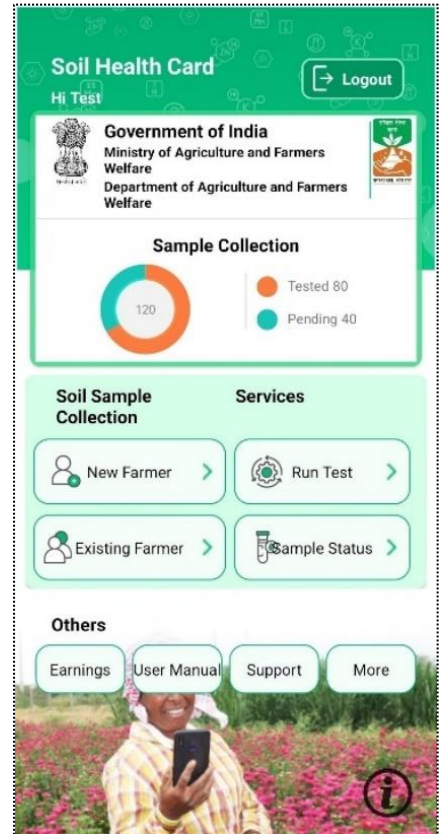 Soil Health Card
Logout
Hi Test
Government of India
Ministry of Agriculture and Farmers
Welfare
Department of Agriculture and Farmers
Welfare
Sample Collection
120
Tested 80
Pending 40
Soil Sample
Collection
Services
New Farmer
Run Test
Existing Farmer
Sample Status
Others
Earnings
User Manual
Support
More